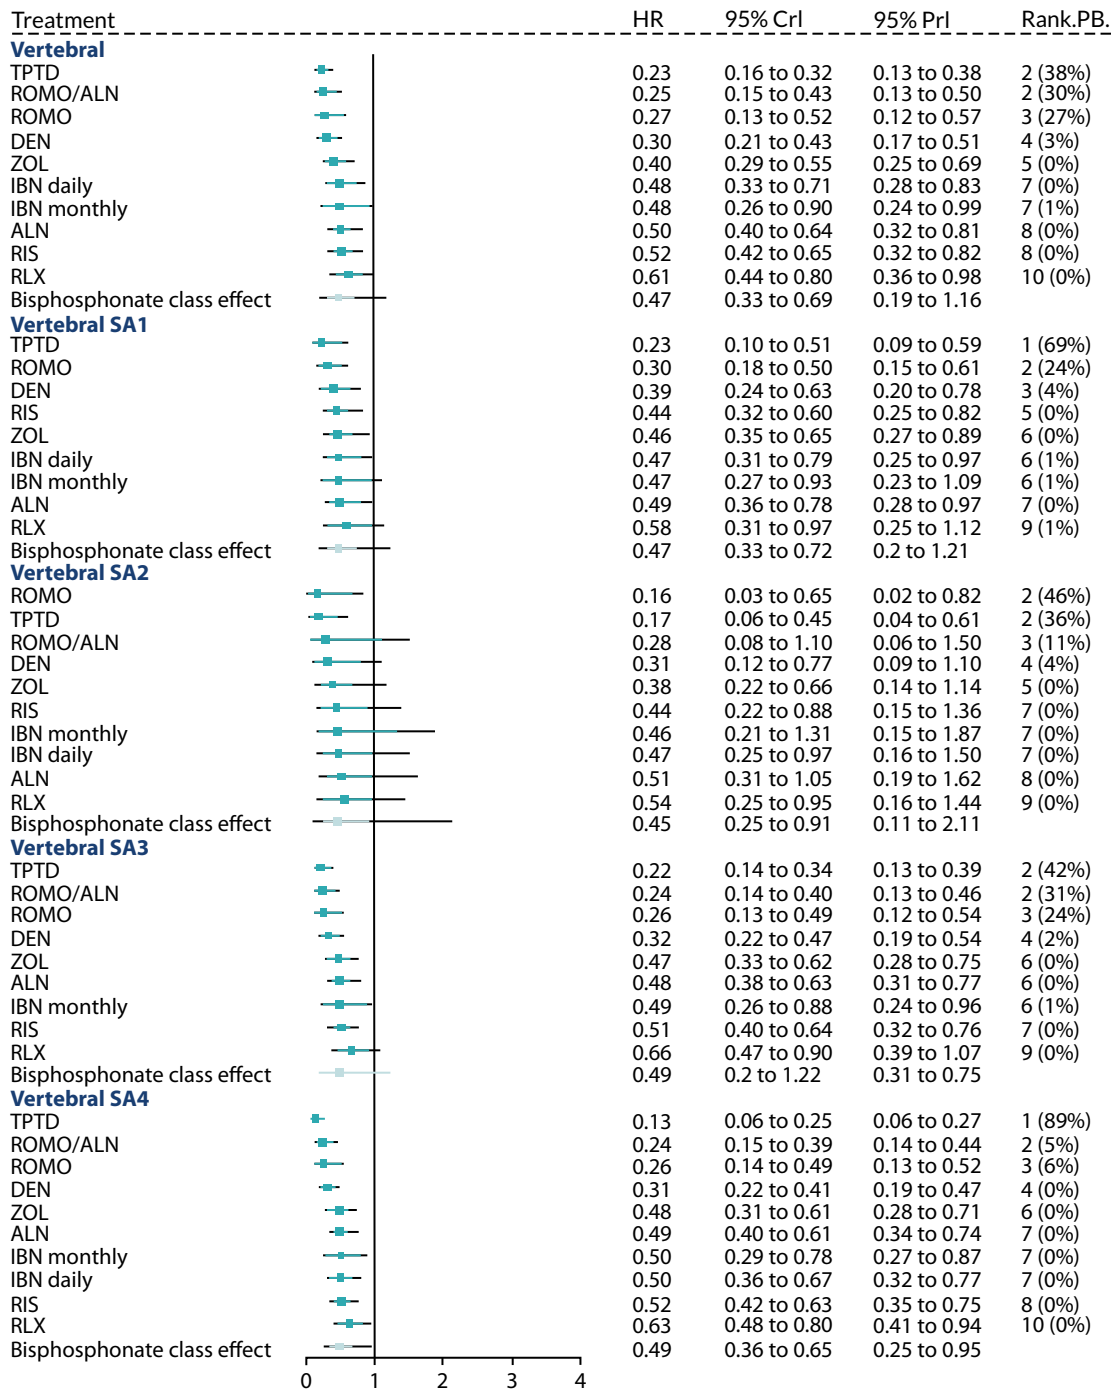 Treatment HR 95% CrI 95% PrI Rank.PB.
Vertebral
TPTD 0.23 0.16 to 0.32 0.13 to 0.38 2 (38%)
ROMO/ALN 0.25 0.15 to 0.43 0.13 to 0.50 2 (30%)
ROMO 0.27 0.13 to 0.52 0.12 to 0.57 3 (27%)
DEN 0.30 0.21 to 0.43 0.17 to 0.51 4 (3%)
ZOL 0.40 0.29 to 0.55 0.25 to 0.69 5 (0%)
IBN daily 0.48 0.33 to 0.71 0.28 to 0.83 7 (0%)
IBN monthly 0.48 0.26 to 0.90 0.24 to 0.99 7 (1%)
ALN 0.50 0.40 to 0.64 0.32 to 0.81 8 (0%)
RIS 0.52 0.42 to 0.65 0.32 to 0.82 8 (0%)
RLX 0.61 0.44 to 0.80 0.36 to 0.98 10 (0%)
Bisphosphonate class effect 0.47 0.33 to 0.69 0.19 to 1.16
Vertebral SA1
TPTD 0.23 0.10 to 0.51 0.09 to 0.59 1 (69%)
ROMO 0.30 0.18 to 0.50 0.15 to 0.61 2 (24%)
DEN 0.39 0.24 to 0.63 0.20 to 0.78 3 (4%)
RIS 0.44 0.32 to 0.60 0.25 to 0.82 5 (0%)
ZOL 0.46 0.35 to 0.65 0.27 to 0.89 6 (0%)
IBN daily 0.47 0.31 to 0.79 0.25 to 0.97 6 (1%)
IBN monthly 0.47 0.27 to 0.93 0.23 to 1.09 6 (1%)
ALN 0.49 0.36 to 0.78 0.28 to 0.97 7 (0%)
RLX 0.58 0.31 to 0.97 0.25 to 1.12 9 (1%)
Bisphosphonate class effect 0.47 0.33 to 0.72 0.2 to 1.21
Vertebral SA2
ROMO 0.16 0.03 to 0.65 0.02 to 0.82 2 (46%)
TPTD 0.17 0.06 to 0.45 0.04 to 0.61 2 (36%)
ROMO/ALN 0.28 0.08 to 1.10 0.06 to 1.50 3 (11%)
DEN 0.31 0.12 to 0.77 0.09 to 1.10 4 (4%)
ZOL 0.38 0.22 to 0.66 0.14 to 1.14 5 (0%)
RIS 0.44 0.22 to 0.88 0.15 to 1.36 7 (0%)
IBN monthly 0.46 0.21 to 1.31 0.15 to 1.87 7 (0%)
IBN daily 0.47 0.25 to 0.97 0.16 to 1.50 7 (0%)
ALN 0.51 0.31 to 1.05 0.19 to 1.62 8 (0%)
RLX 0.54 0.25 to 0.95 0.16 to 1.44 9 (0%)
Bisphosphonate class effect 0.45 0.25 to 0.91 0.11 to 2.11
Vertebral SA3
TPTD 0.22 0.14 to 0.34 0.13 to 0.39 2 (42%)
ROMO/ALN 0.24 0.14 to 0.40 0.13 to 0.46 2 (31%)
ROMO 0.26 0.13 to 0.49 0.12 to 0.54 3 (24%)
DEN 0.32 0.22 to 0.47 0.19 to 0.54 4 (2%)
ZOL 0.47 0.33 to 0.62 0.28 to 0.75 6 (0%)
ALN 0.48 0.38 to 0.63 0.31 to 0.77 6 (0%)
IBN monthly 0.49 0.26 to 0.88 0.24 to 0.96 6 (1%)
RIS 0.51 0.40 to 0.64 0.32 to 0.76 7 (0%)
RLX 0.66 0.47 to 0.90 0.39 to 1.07 9 (0%)
Bisphosphonate class effect 0.49 0.2 to 1.22 0.31 to 0.75
Vertebral SA4
TPTD 0.13 0.06 to 0.25 0.06 to 0.27 1 (89%)
ROMO/ALN 0.24 0.15 to 0.39 0.14 to 0.44 2 (5%)
ROMO 0.26 0.14 to 0.49 0.13 to 0.52 3 (6%)
DEN 0.31 0.22 to 0.41 0.19 to 0.47 4 (0%)
ZOL 0.48 0.31 to 0.61 0.28 to 0.71 6 (0%)
ALN 0.49 0.40 to 0.61 0.34 to 0.74 7 (0%)
IBN monthly 0.50 0.29 to 0.78 0.27 to 0.87 7 (0%)
IBN daily 0.50 0.36 to 0.67 0.32 to 0.77 7 (0%)
RIS 0.52 0.42 to 0.63 0.35 to 0.75 8 (0%)
RLX 0.63 0.48 to 0.80 0.41 to 0.94 10 (0%)
Bisphosphonate class effect 0.49 0.36 to 0.65 0.25 to 0.95
0 1 2 3 4